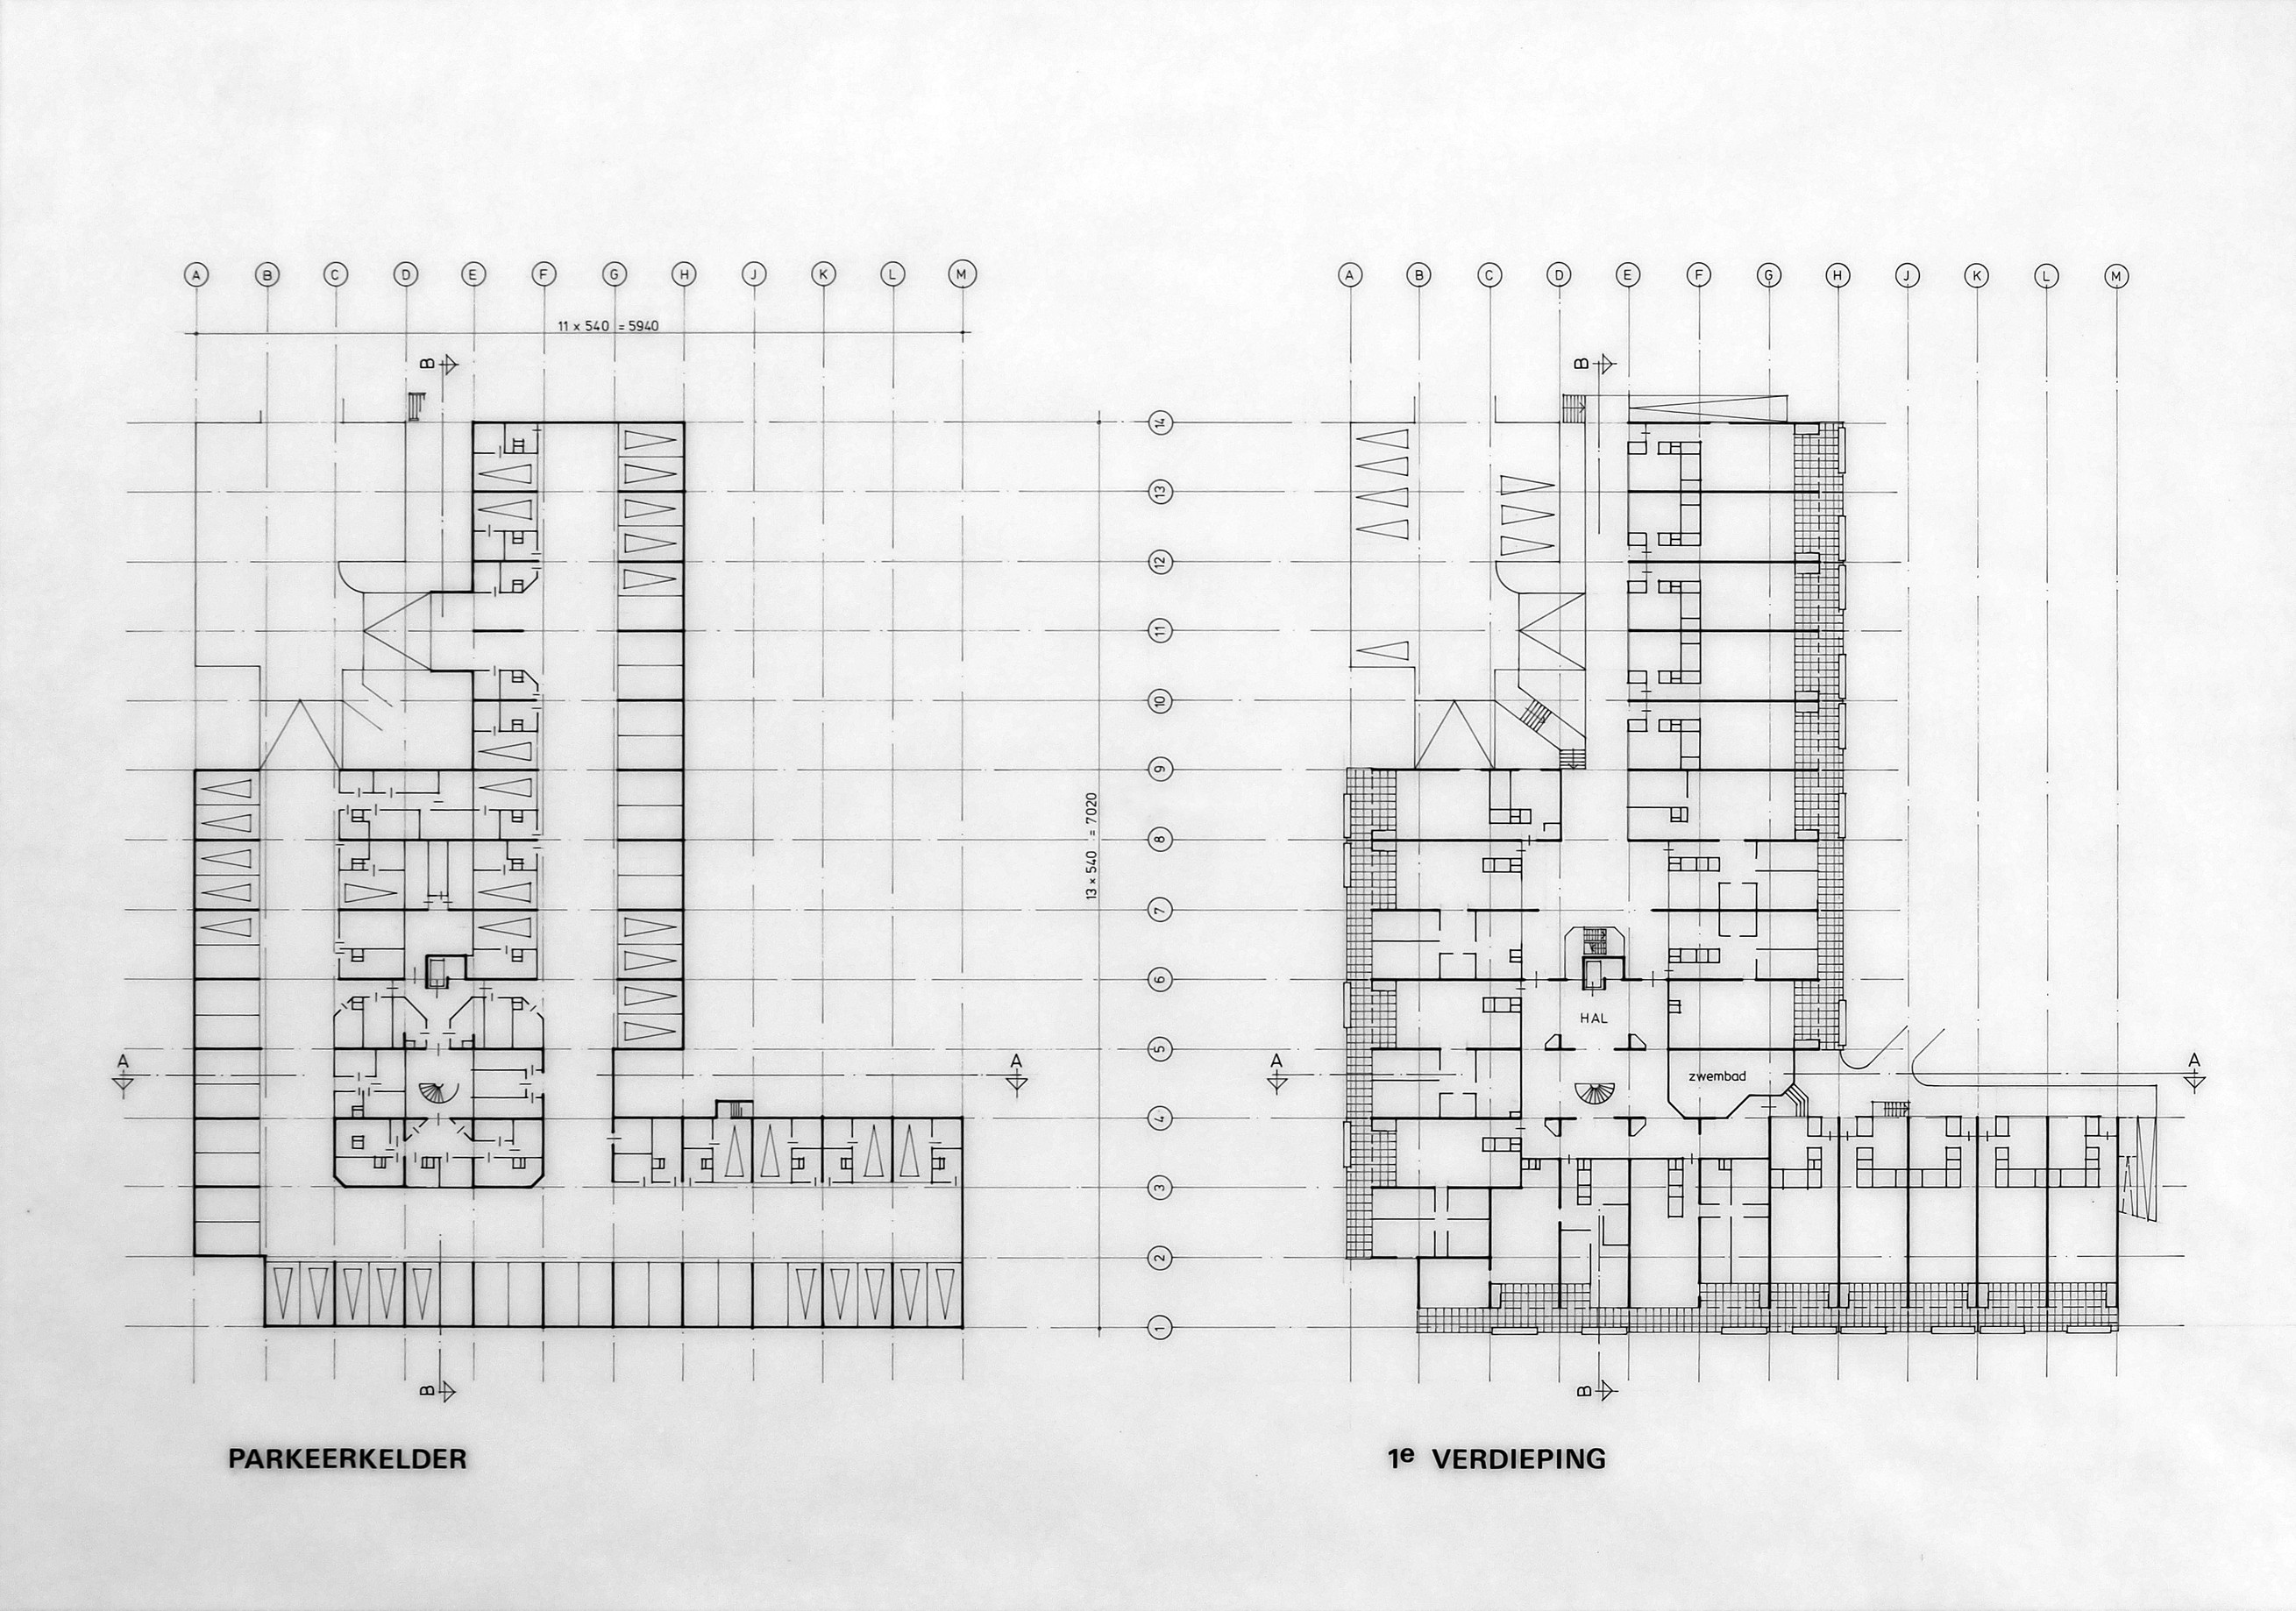 A B C D E F G H J K L M
A B C D E F G H J K L M
11 x 540 = 5940
B
B
14
13
12
11
10
9
8
7
6
5
4
3
2
1
13 x 540 = 7020
HAL
zwembad
A
A
A
A
B
B
PARKEERKELDER
1e VERDIEPING